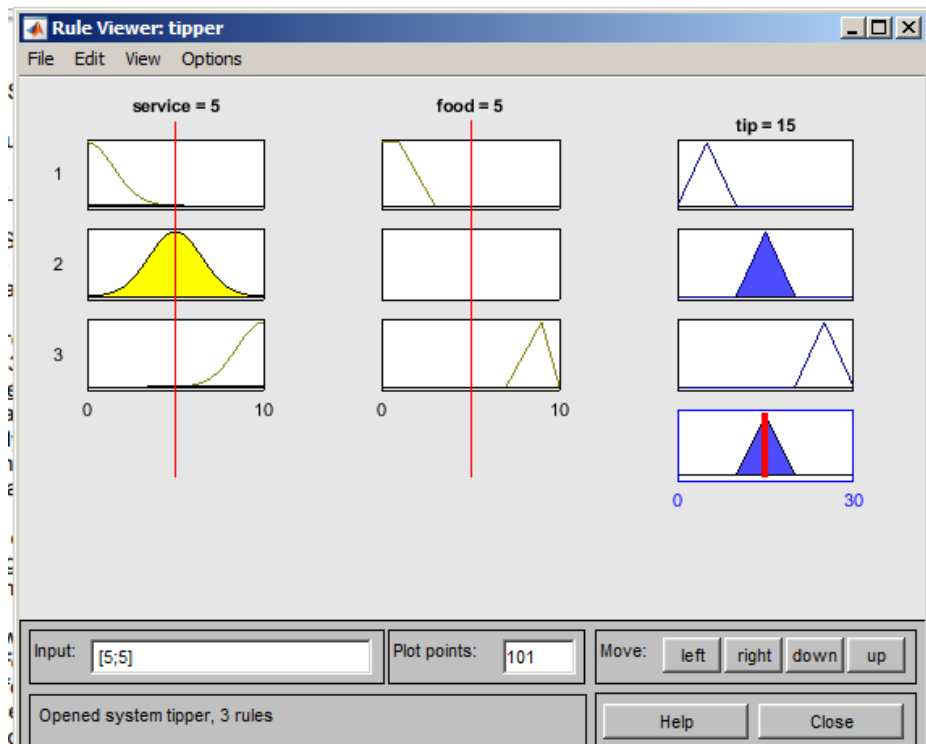 Rule Viewer: tipper
File Edit View Options
service = 5 food = 5 tip = 15
1
2
3
0 10 0 10
0 30
Input: [5;5] Plot points: 101 Move: left right down up
Opened system tipper, 3 rules Help Close